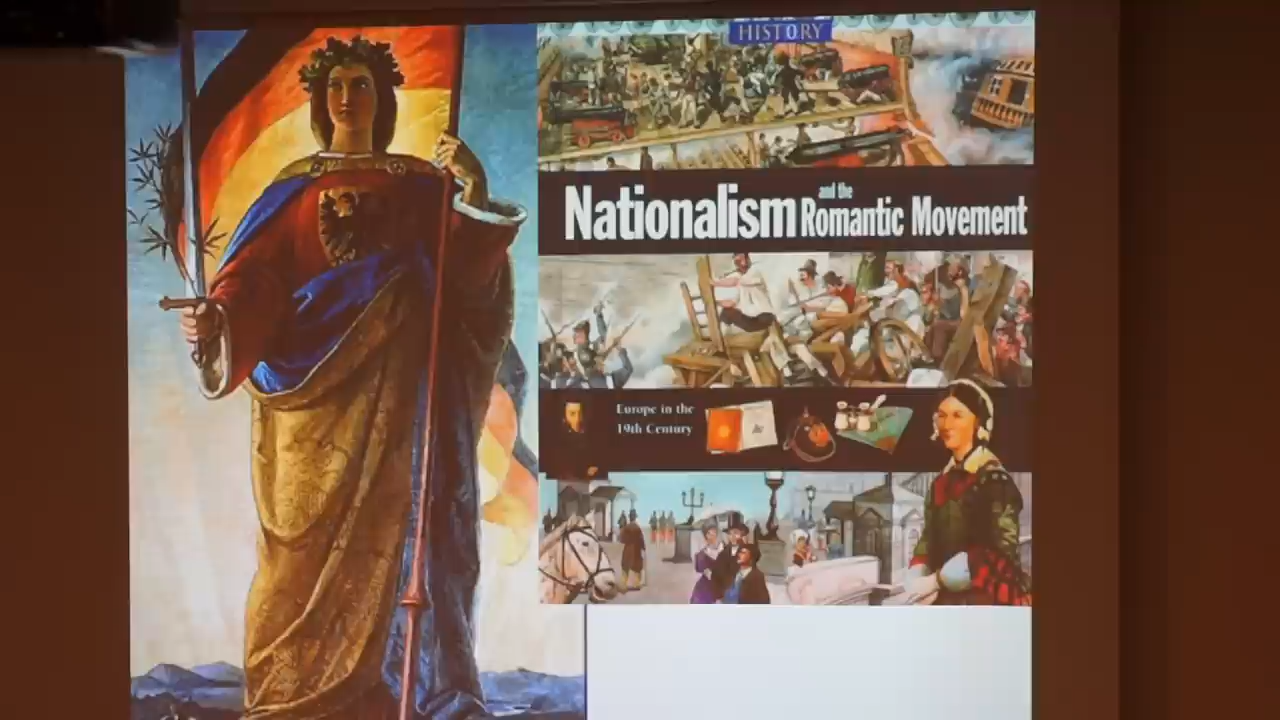 HISTORY
Nationalism and the Romantic Movement
Europe in the
19th Century